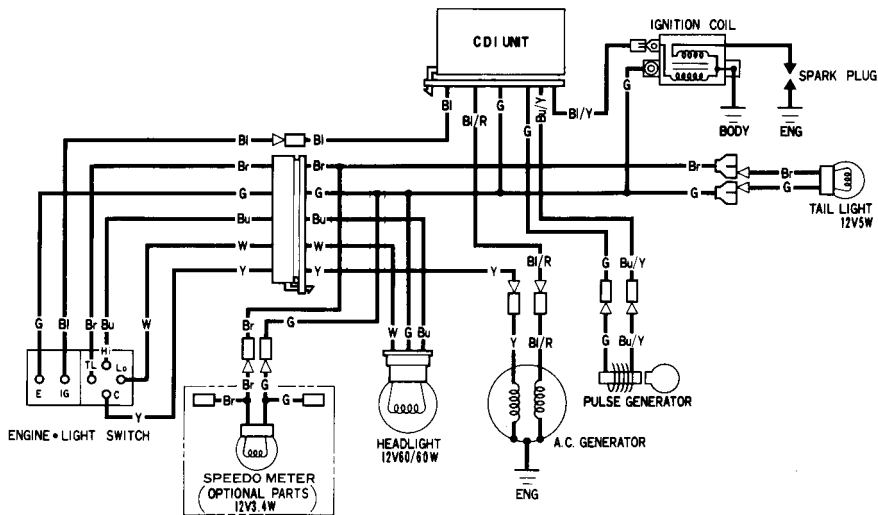 IGNITION COIL
CDI UNIT
SPARK PLUG
Bl
Bl/R
G
G
Bu/Y
Bl/Y
G
BODY
ENG
Bl
Bl
Br
Br
Br
Br
G
G
G
G
TAIL LIGHT
12V5W
Bu
Bu
W
W
Y
Y
Y
Bl/R
G
Bu/Y
G
Bl
Br
Bu
W
Br
G
W
G
Bu
Y
Bl/R
G
Bu/Y
Hi
TL
Lo
E
IG
C
Y
Br
G
Br
G
PULSE GENERATOR
ENGINE • LIGHT SWITCH
HEADLIGHT
12V60/60W
A.C. GENERATOR
SPEEDO METER
(OPTIONAL PARTS)
12V3.4W
ENG